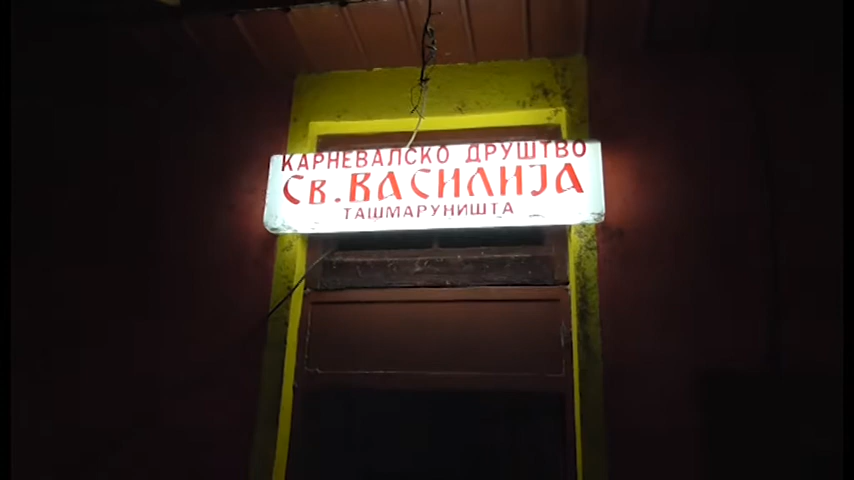 КАРНЕВАЛСКО ДРУШТВО
СВ. ВАСИЛИЈА
ТАШМАРУНИШТА